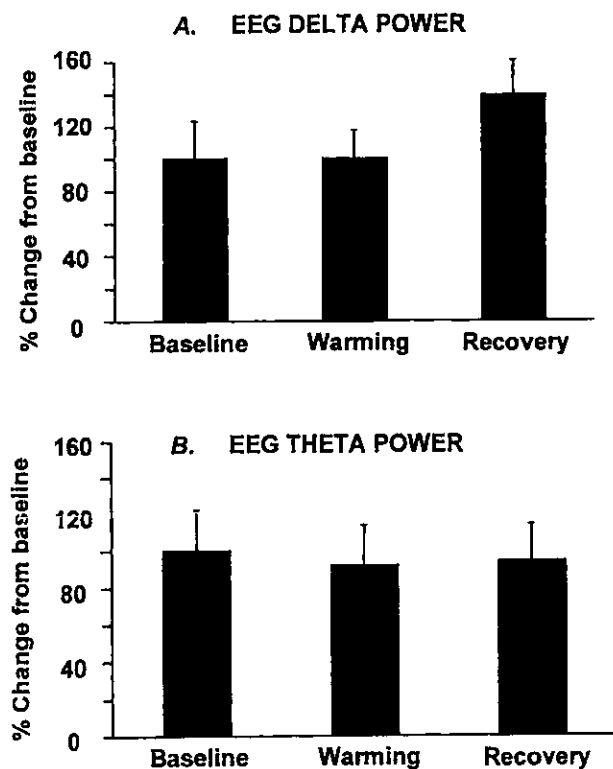 A. EEG DELTA POWER
% Change from baseline
160
120
80
40
0
Baseline Warming Recovery
B. EEG THETA POWER
% Change from baseline
160
120
80
40
0
Baseline Warming Recovery